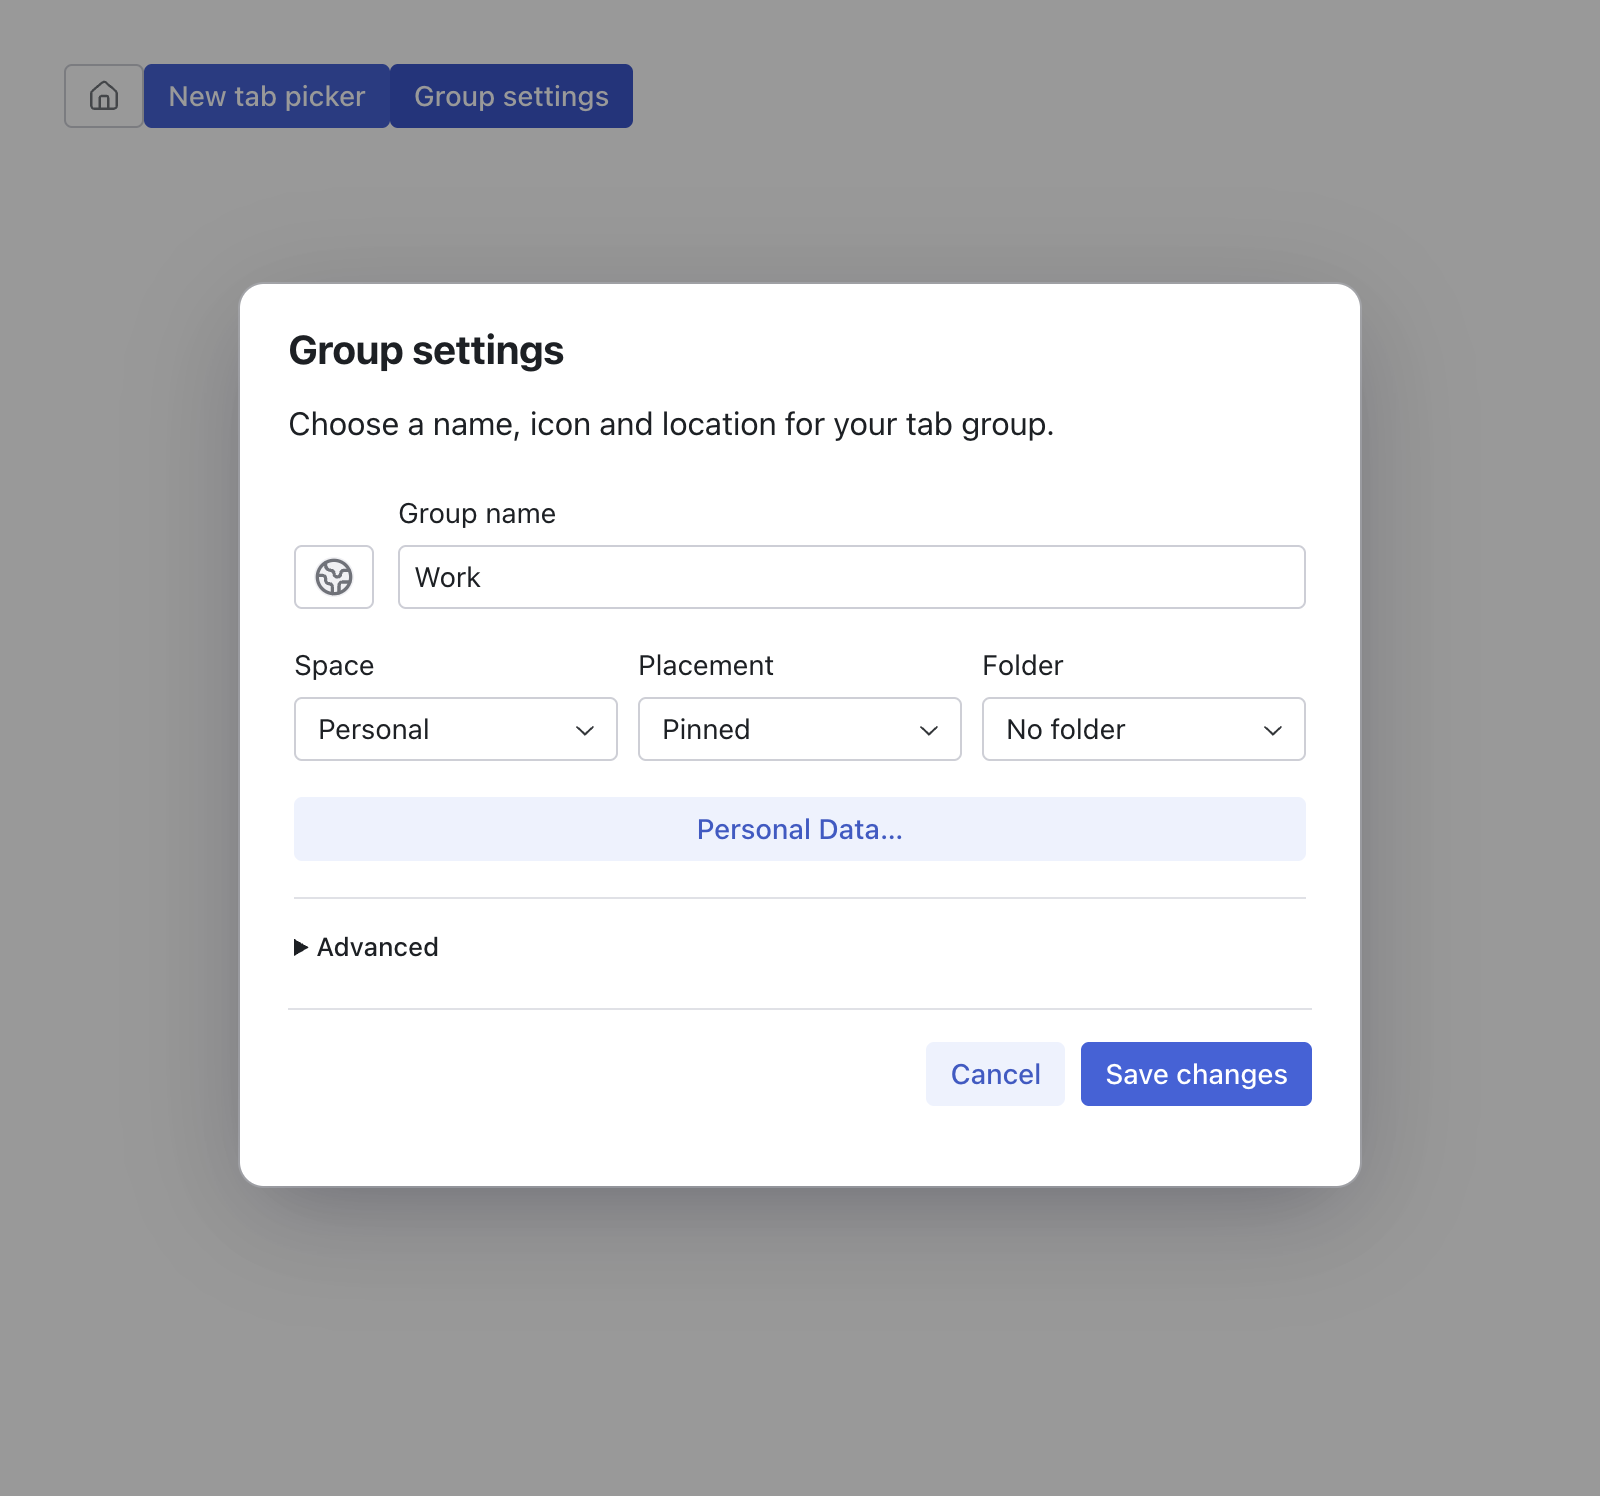 New tab picker
Group settings
Group settings
Choose a name, icon and location for your tab group.
Group name
Work
Space
Placement
Folder
Personal
Pinned
No folder
Personal Data...
Advanced
Cancel
Save changes